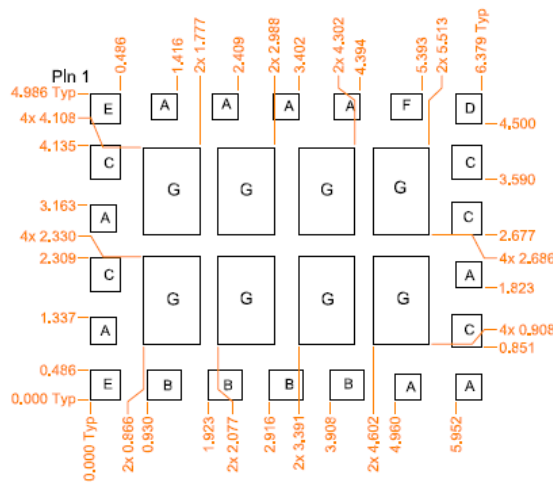 0.486
1.416
2x 1.777
2.409
2x 2.988
3.402
2x 4.302
4.394
5.393
2x 5.513
6.379 Typ
Pln 1
4.986 Typ
E
A
A
A
A
F
D
4x 4.108
4.500
4.135
C
C
G
G
G
G
3.590
3.163
A
C
4x 2.330
2.677
2.309
4x 2.686
C
A
1.823
G
G
G
G
1.337
A
C
4x 0.908
0.851
0.486
E
B
B
B
B
A
A
0.000 Typ
0.000 Typ
2x 0.866
0.930
1.923
2x 2.077
2.916
2x 3.391
3.908
2x 4.602
4.960
5.952